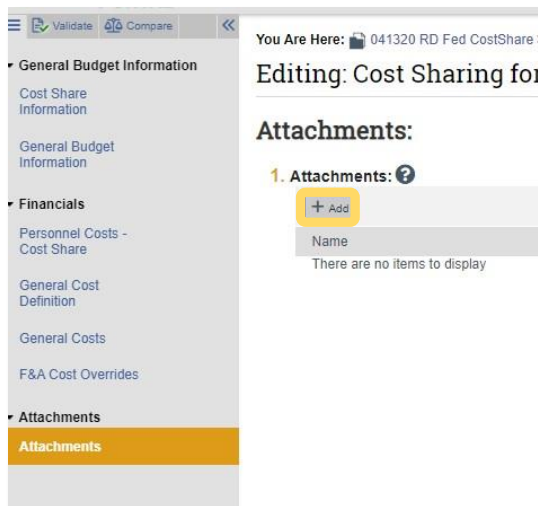 Validate Compare
You Are Here: 041320 RD Fed CostShare
Editing: Cost Sharing for
General Budget Information
Cost Share
Information
General Budget
Information
Financials
Personnel Costs -
Cost Share
General Cost
Definition
General Costs
F&A Cost Overrides
Attachments
Attachments
Attachments:
1. Attachments:
+ Add
Name
There are no items to display